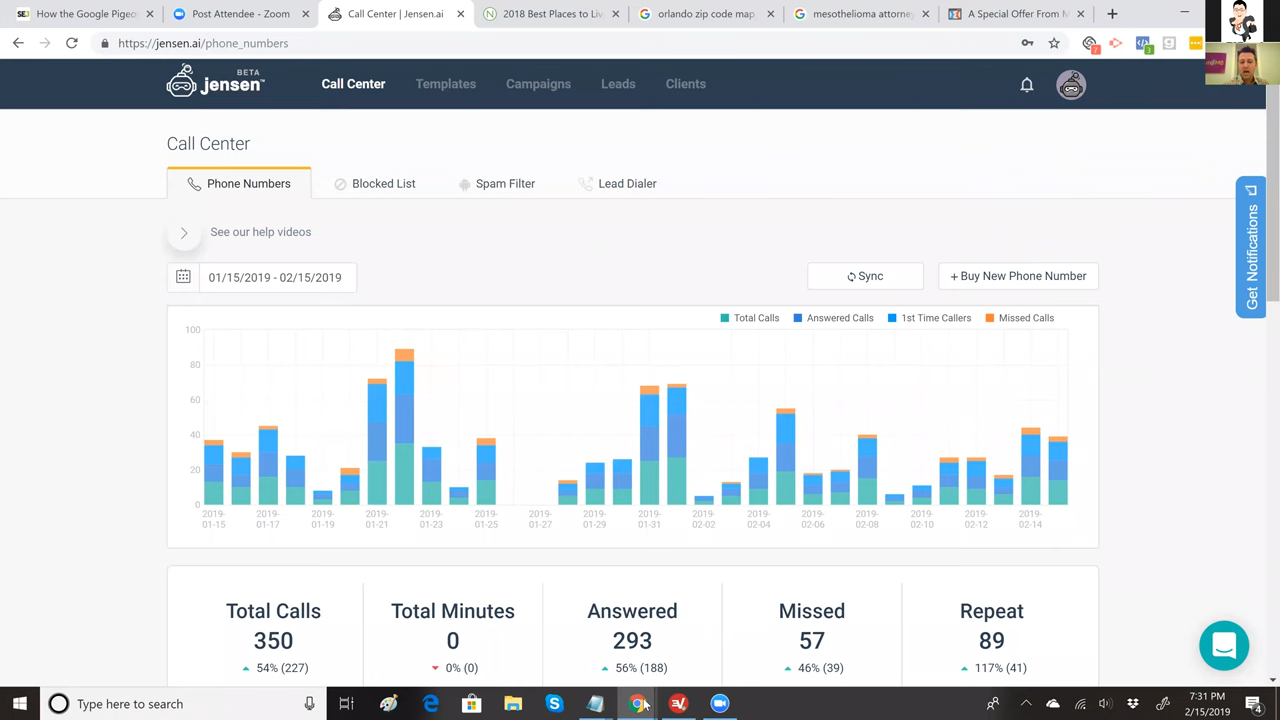 How the Google Pigeo
Post Attendee - Zoom
Call Center | Jensen.ai
2018 Best Places to Liv
orlando zip code map
mesothelioma attorne
A Special Offer From M
https://jensen.ai/phone_numbers
7
3
BETA
jensen™
Call Center
Templates
Campaigns
Leads
Clients
Call Center
Phone Numbers
Blocked List
Spam Filter
Lead Dialer
See our help videos
01/15/2019 - 02/15/2019
Sync
+ Buy New Phone Number
Get Notifications
Total Calls
Answered Calls
1st Time Callers
Missed Calls
100
80
60
40
20
0
2019-
01-15
2019-
01-17
2019-
01-19
2019-
01-21
2019-
01-23
2019-
01-25
2019-
01-27
2019-
01-29
2019-
01-31
2019-
02-02
2019-
02-04
2019-
02-06
2019-
02-08
2019-
02-10
2019-
02-12
2019-
02-14
Total Calls
350
54% (227)
Total Minutes
0
0% (0)
Answered
293
56% (188)
Missed
57
46% (39)
Repeat
89
117% (41)
Type here to search
7:31 PM
2/15/2019
4